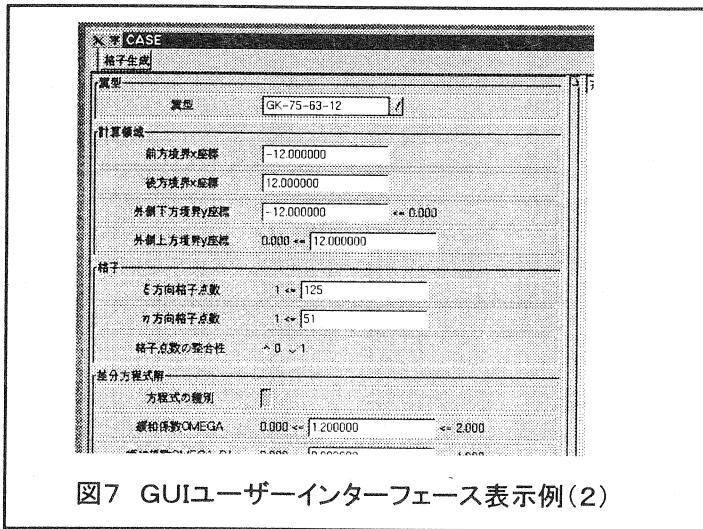 CASE
格子生成
翼型
翼型 GK-75-63-12
計算領域
前方境界x座標 -12.000000
後方境界x座標 12.000000
外側下方境界y座標 -12.000000 <= 0.000
外側上方境界y座標 0.000 <= 12.000000
格子
ξ方向格子点数 1 <= 125
η方向格子点数 1 <= 51
格子点数の整合性 0 1
差分方程式解
方程式の種別
緩和係数OMEGA 0.000 <= 1.200000 <= 2.000
図7 GUIユーザーインターフェース表示例(2)